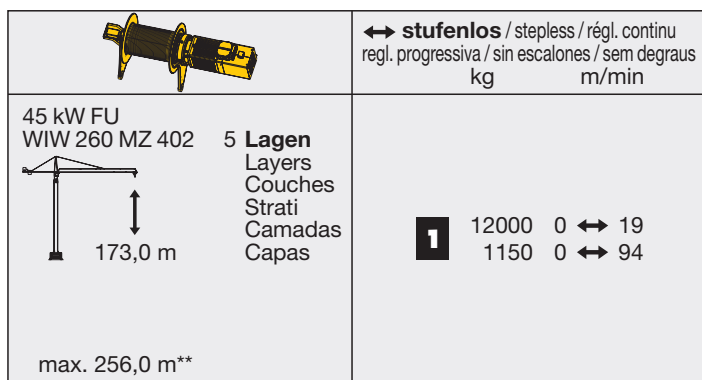 ↔ stufenlos / stepless / régl. continu
regl. progressiva / sin escalones / sem degraus
kg m/min
45 kW FU
WIW 260 MZ 402 5 Lagen
Layers
Couches
Strati
Camadas
173,0 m Capas
max. 256,0 m**
1 12000 0 ↔ 19
1150 0 ↔ 94